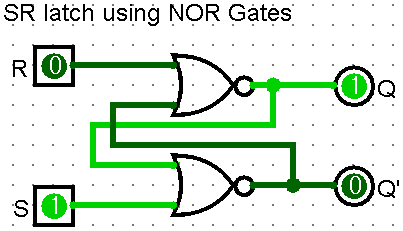 SR latch using NOR Gates
R 0 1 Q
S 1 0 Q'